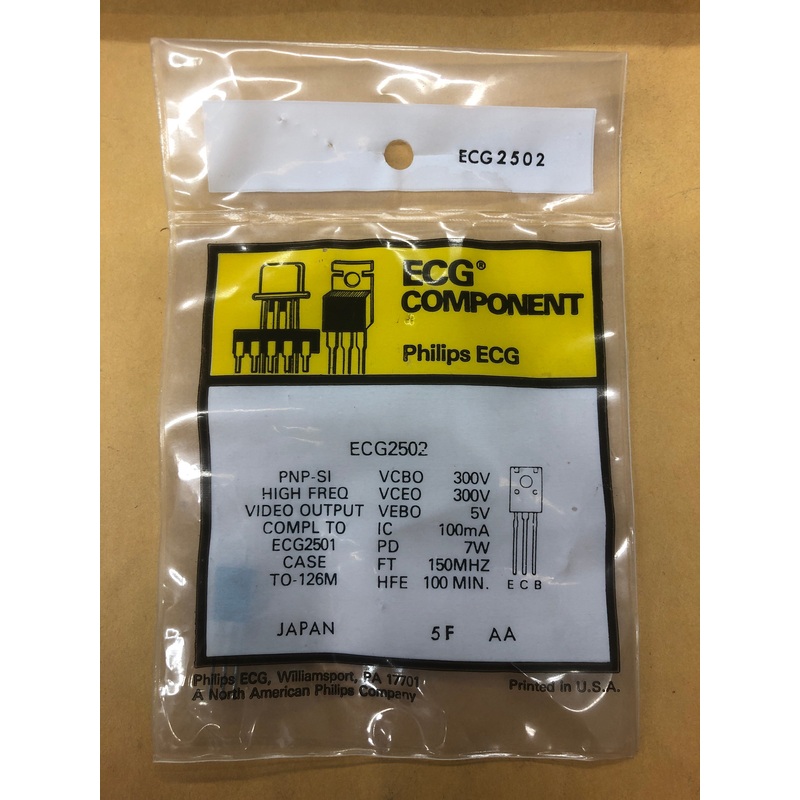 ECG2502
ECG®
COMPONENT
Philips ECG
ECG2502
PNP-SI VCBO 300V
HIGH FREQ VCEO 300V
VIDEO OUTPUT VEBO 5V
COMPL TO IC 100mA
ECG2501 PD 7W
CASE FT 150MHZ
TO-126M HFE 100 MIN. E C B
JAPAN 5F AA
Philips ECG, Williamsport, PA 17701
A North American Philips Company
Printed in U.S.A.